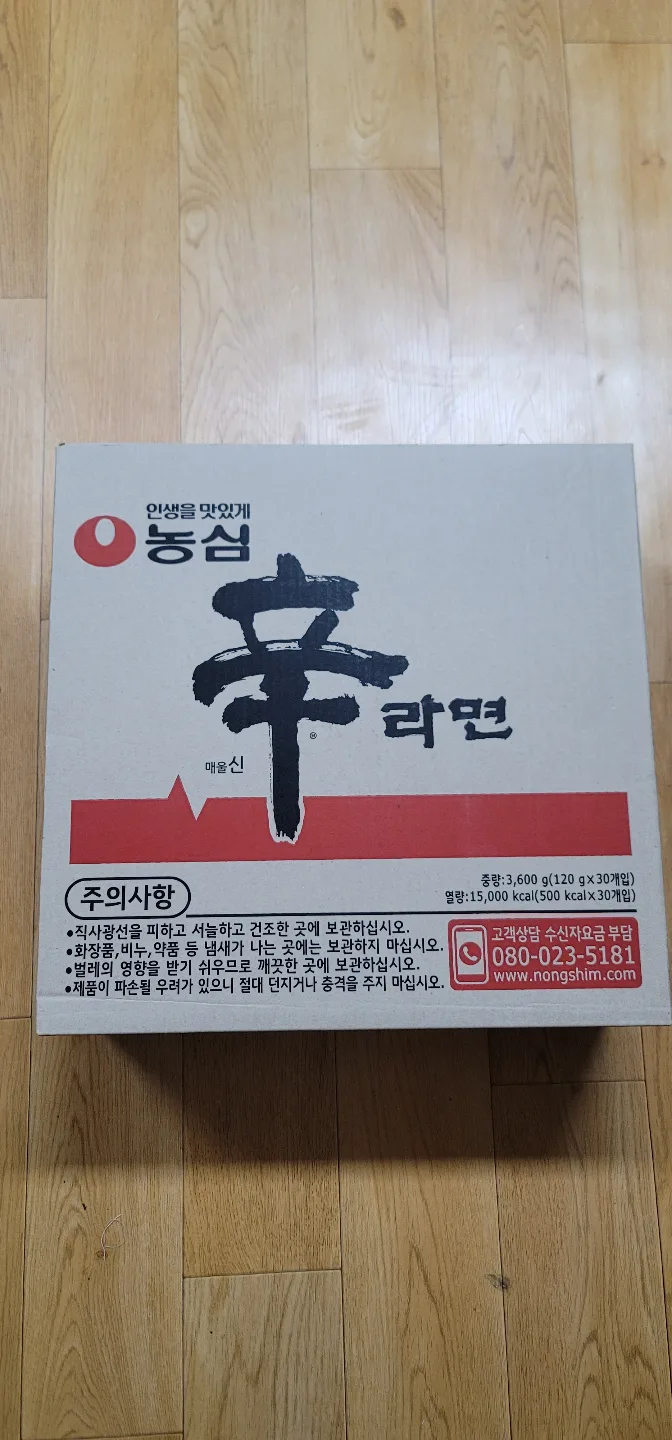 인생을 맛있게
농심
辛라면
®
매울신
중량:3,600 g(120 g×30개입)
열량:15,000 kcal(500 kcal×30개입)
주의사항
•직사광선을 피하고 서늘하고 건조한 곳에 보관하십시오.
•화장품,비누,약품 등 냄새가 나는 곳에는 보관하지 마십시오.
•벌레의 영향을 받기 쉬우므로 깨끗한 곳에 보관하십시오.
•제품이 파손될 우려가 있으니 절대 던지거나 충격을 주지 마십시오.
고객상담 수신자요금 부담
080-023-5181
www.nongshim.com